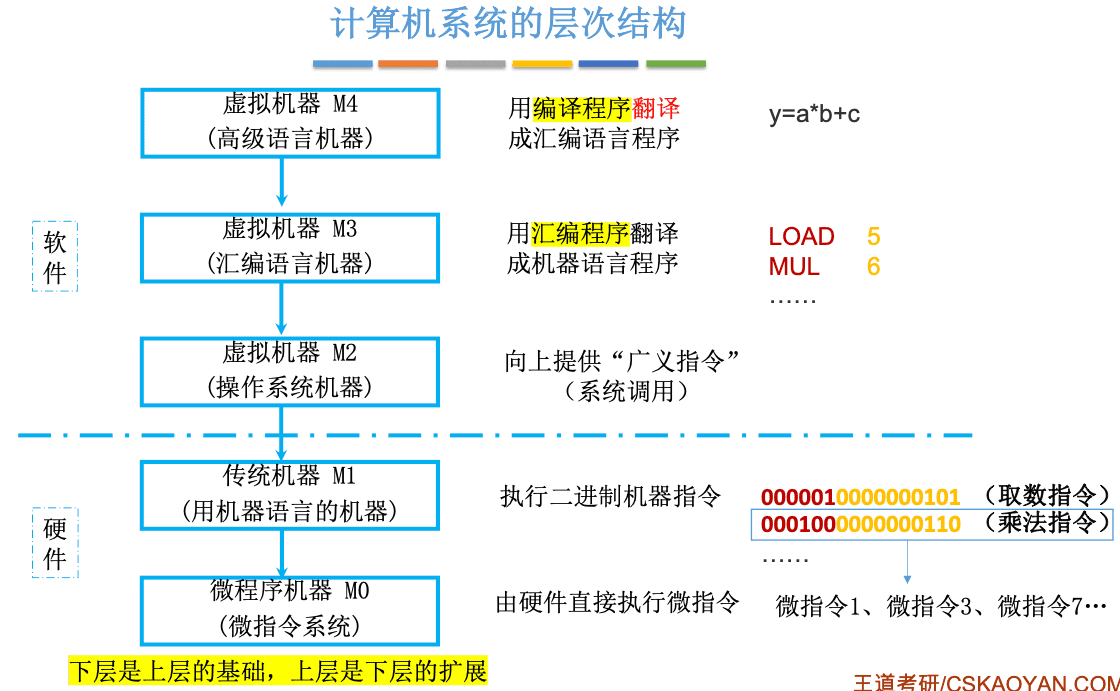 计算机系统的层次结构
虚拟机器 M4
(高级语言机器)
用编译程序翻译
成汇编语言程序
y=a*b+c
软
件
虚拟机器 M3
(汇编语言机器)
用汇编程序翻译
成机器语言程序
LOAD 5
MUL 6
……
虚拟机器 M2
(操作系统机器)
向上提供“广义指令”
（系统调用）
硬
件
传统机器 M1
(用机器语言的机器)
执行二进制机器指令
0000010000000101 （取数指令）
0001000000000110 （乘法指令）
……
微程序机器 M0
(微指令系统)
由硬件直接执行微指令
微指令1、微指令3、微指令7…
下层是上层的基础，上层是下层的扩展
王道考研/CSKAOYAN.COM